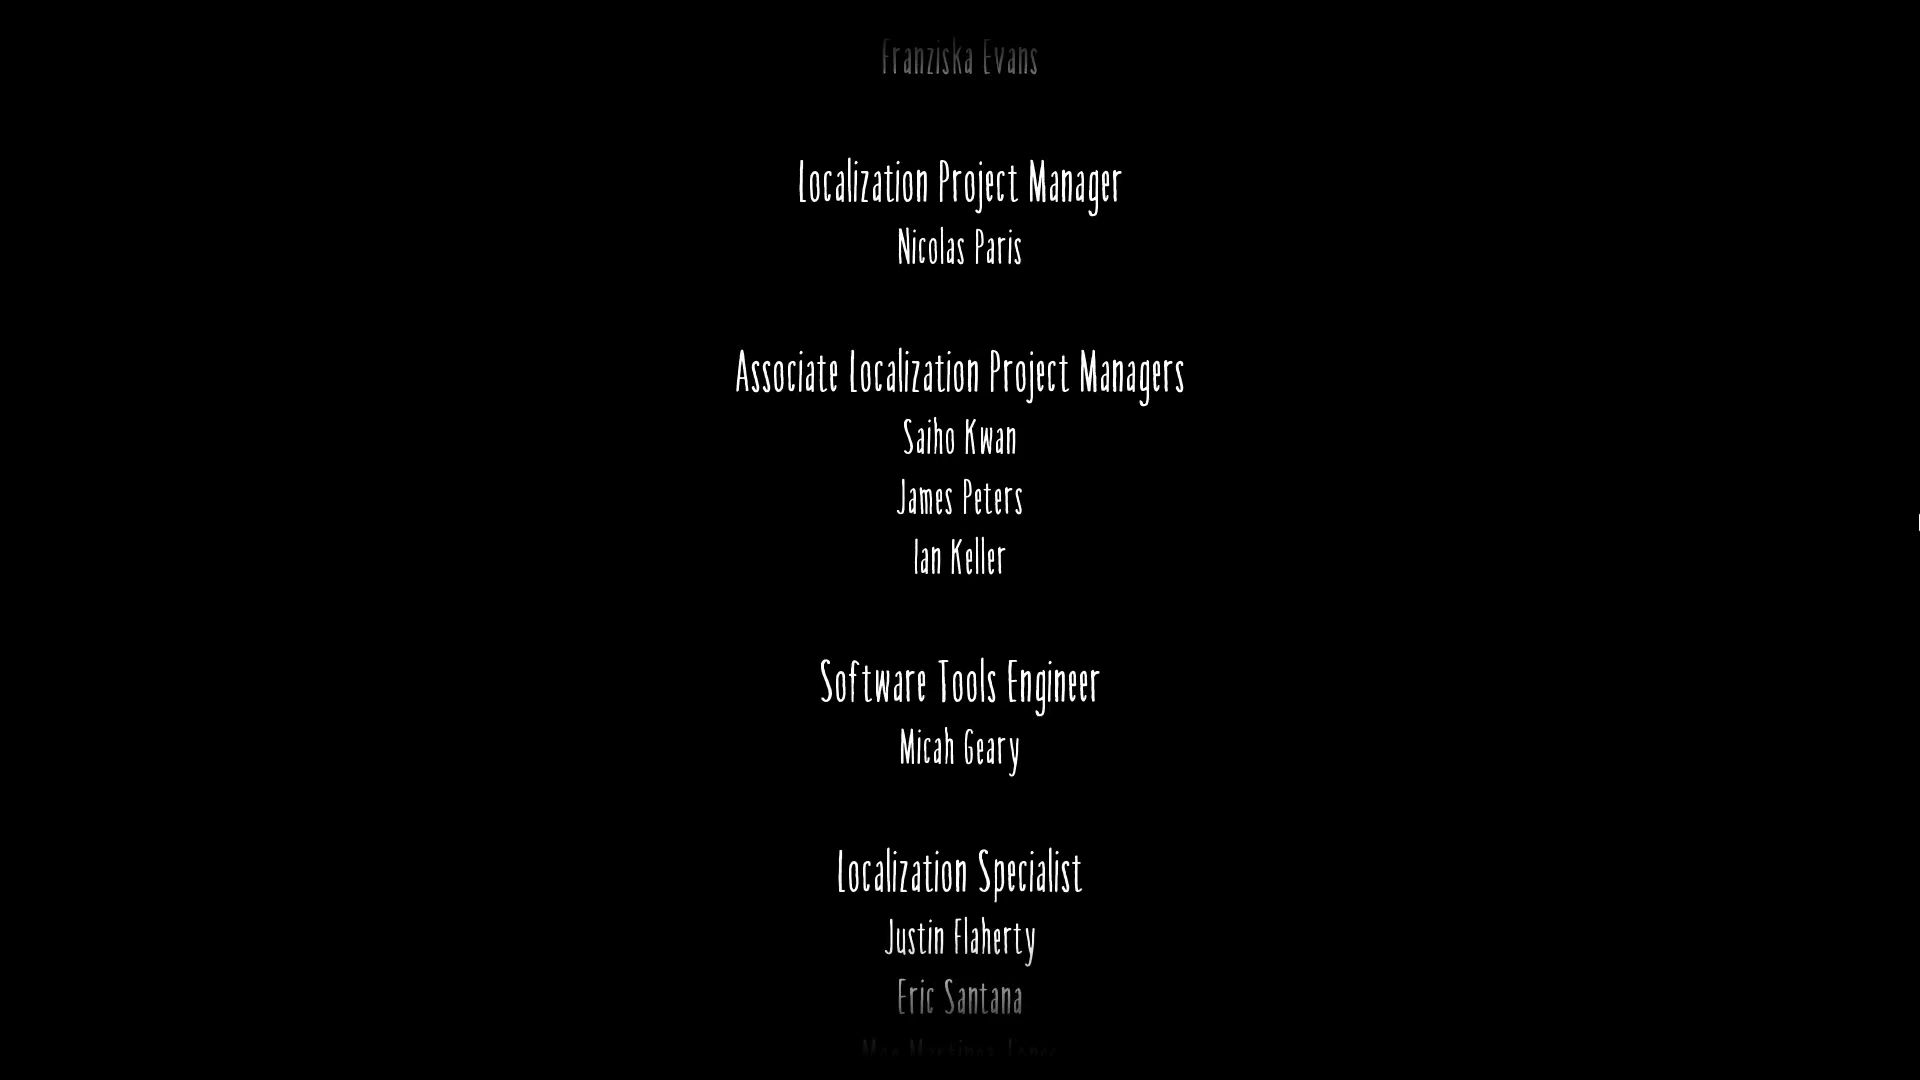 Franziska Evans
Localization Project Manager
Nicolas Paris
Associate Localization Project Managers
Saiho Kwan
James Peters
Ian Keller
Software Tools Engineer
Micah Geary
Localization Specialist
Justin Flaherty
Eric Santana